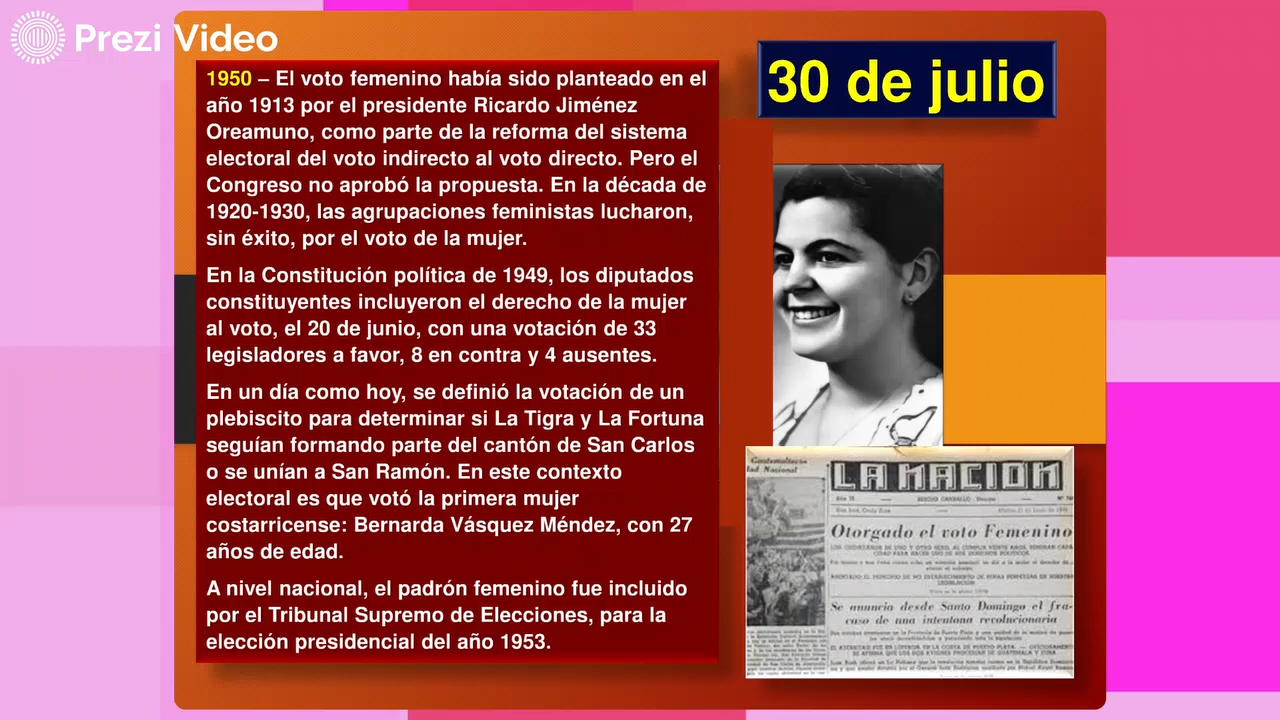 Prezi Video
30 de julio
1950 – El voto femenino había sido planteado en el
año 1913 por el presidente Ricardo Jiménez
Oreamuno, como parte de la reforma del sistema
electoral del voto indirecto al voto directo. Pero el
Congreso no aprobó la propuesta. En la década de
1920-1930, las agrupaciones feministas lucharon,
sin éxito, por el voto de la mujer.
En la Constitución política de 1949, los diputados
constituyentes incluyeron el derecho de la mujer
al voto, el 20 de junio, con una votación de 33
legisladores a favor, 8 en contra y 4 ausentes.
En un día como hoy, se definió la votación de un
plebiscito para determinar si La Tigra y La Fortuna
seguían formando parte del cantón de San Carlos
o se unían a San Ramón. En este contexto
electoral es que votó la primera mujer
costarricense: Bernarda Vásquez Méndez, con 27
años de edad.
A nivel nacional, el padrón femenino fue incluido
por el Tribunal Supremo de Elecciones, para la
elección presidencial del año 1953.
LA NACION
Otorgado el voto Femenino
Se anuncia desde Santo Domingo el fra-
caso de una intentona revolucionaria